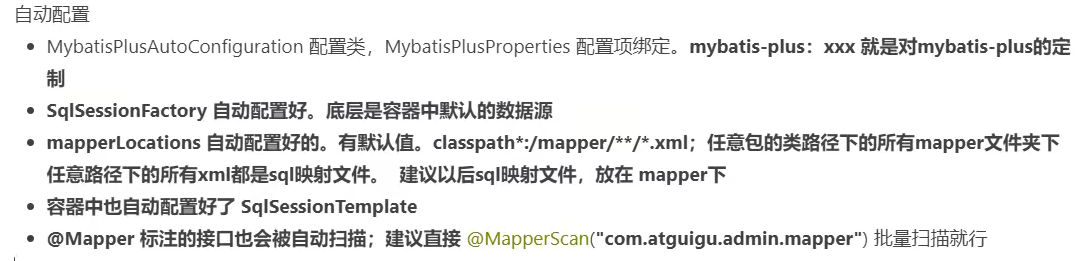 自动配置
• MybatisPlusAutoConfiguration 配置类，MybatisPlusProperties 配置项绑定。mybatis-plus：xxx 就是对mybatis-plus的定
制
• SqlSessionFactory 自动配置好。底层是容器中默认的数据源
• mapperLocations 自动配置好的。有默认值。classpath*:/mapper/**/*.xml；任意包的类路径下的所有mapper文件夹下
任意路径下的所有xml都是sql映射文件。 建议以后sql映射文件，放在 mapper下
• 容器中也自动配置好了 SqlSessionTemplate
• @Mapper 标注的接口也会被自动扫描；建议直接 @MapperScan("com.atguigu.admin.mapper") 批量扫描就行